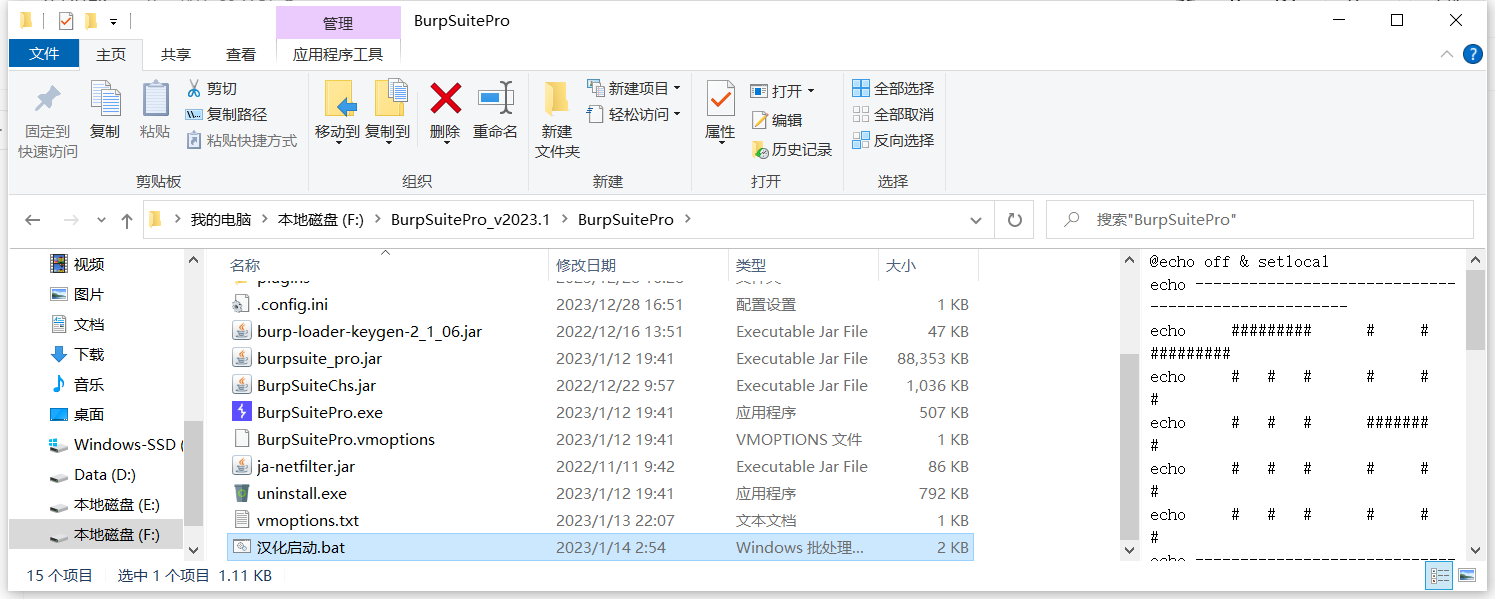 管理
BurpSuitePro
文件 主页 共享 查看 应用程序工具
固定到
快速访问
复制
粘贴
剪切
复制路径
粘贴快捷方式
剪贴板
移动到 复制到 删除 重命名
组织
新建
文件夹
新建项目
轻松访问
新建
属性
打开
编辑
历史记录
打开
全部选择
全部取消
反向选择
选择
我的电脑 > 本地磁盘 (F:) > BurpSuitePro_v2023.1 > BurpSuitePro >
搜索"BurpSuitePro"
视频
图片
文档
下载
音乐
桌面
Windows-SSD (
Data (D:)
本地磁盘 (E:)
本地磁盘 (F:)
名称 修改日期 类型 大小
plugins 2023/12/28 16:28 文件夹
.config.ini 2023/12/28 16:51 配置设置 1 KB
burp-loader-keygen-2_1_06.jar 2022/12/16 13:51 Executable Jar File 47 KB
burpsuite_pro.jar 2023/1/12 19:41 Executable Jar File 88,353 KB
BurpSuiteChs.jar 2022/12/22 9:57 Executable Jar File 1,036 KB
BurpSuitePro.exe 2023/1/12 19:41 应用程序 507 KB
BurpSuitePro.vmoptions 2023/1/12 19:41 VMOPTIONS 文件 1 KB
ja-netfilter.jar 2022/11/11 9:42 Executable Jar File 86 KB
uninstall.exe 2023/1/12 19:41 应用程序 792 KB
vmoptions.txt 2023/1/13 22:07 文本文档 1 KB
汉化启动.bat 2023/1/14 2:54 Windows 批处理... 2 KB
@echo off & setlocal
echo -----------------------------
----------------------
echo ######### # #
#########
echo # # # # #
#
echo # # # #######
#
echo # # # # #
#
echo # # # # #
#
echo -----------------------------
15 个项目 选中 1 个项目 1.11 KB